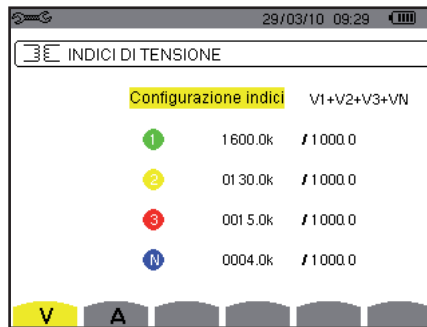 29/03/10 09:29
INDICI DI TENSIONE
Configurazione indici V1+V2+V3+VN
1 1600.0k / 1000.0
2 0130.0k / 1000.0
3 0015.0k / 1000.0
N 0004.0k / 1000.0
V A